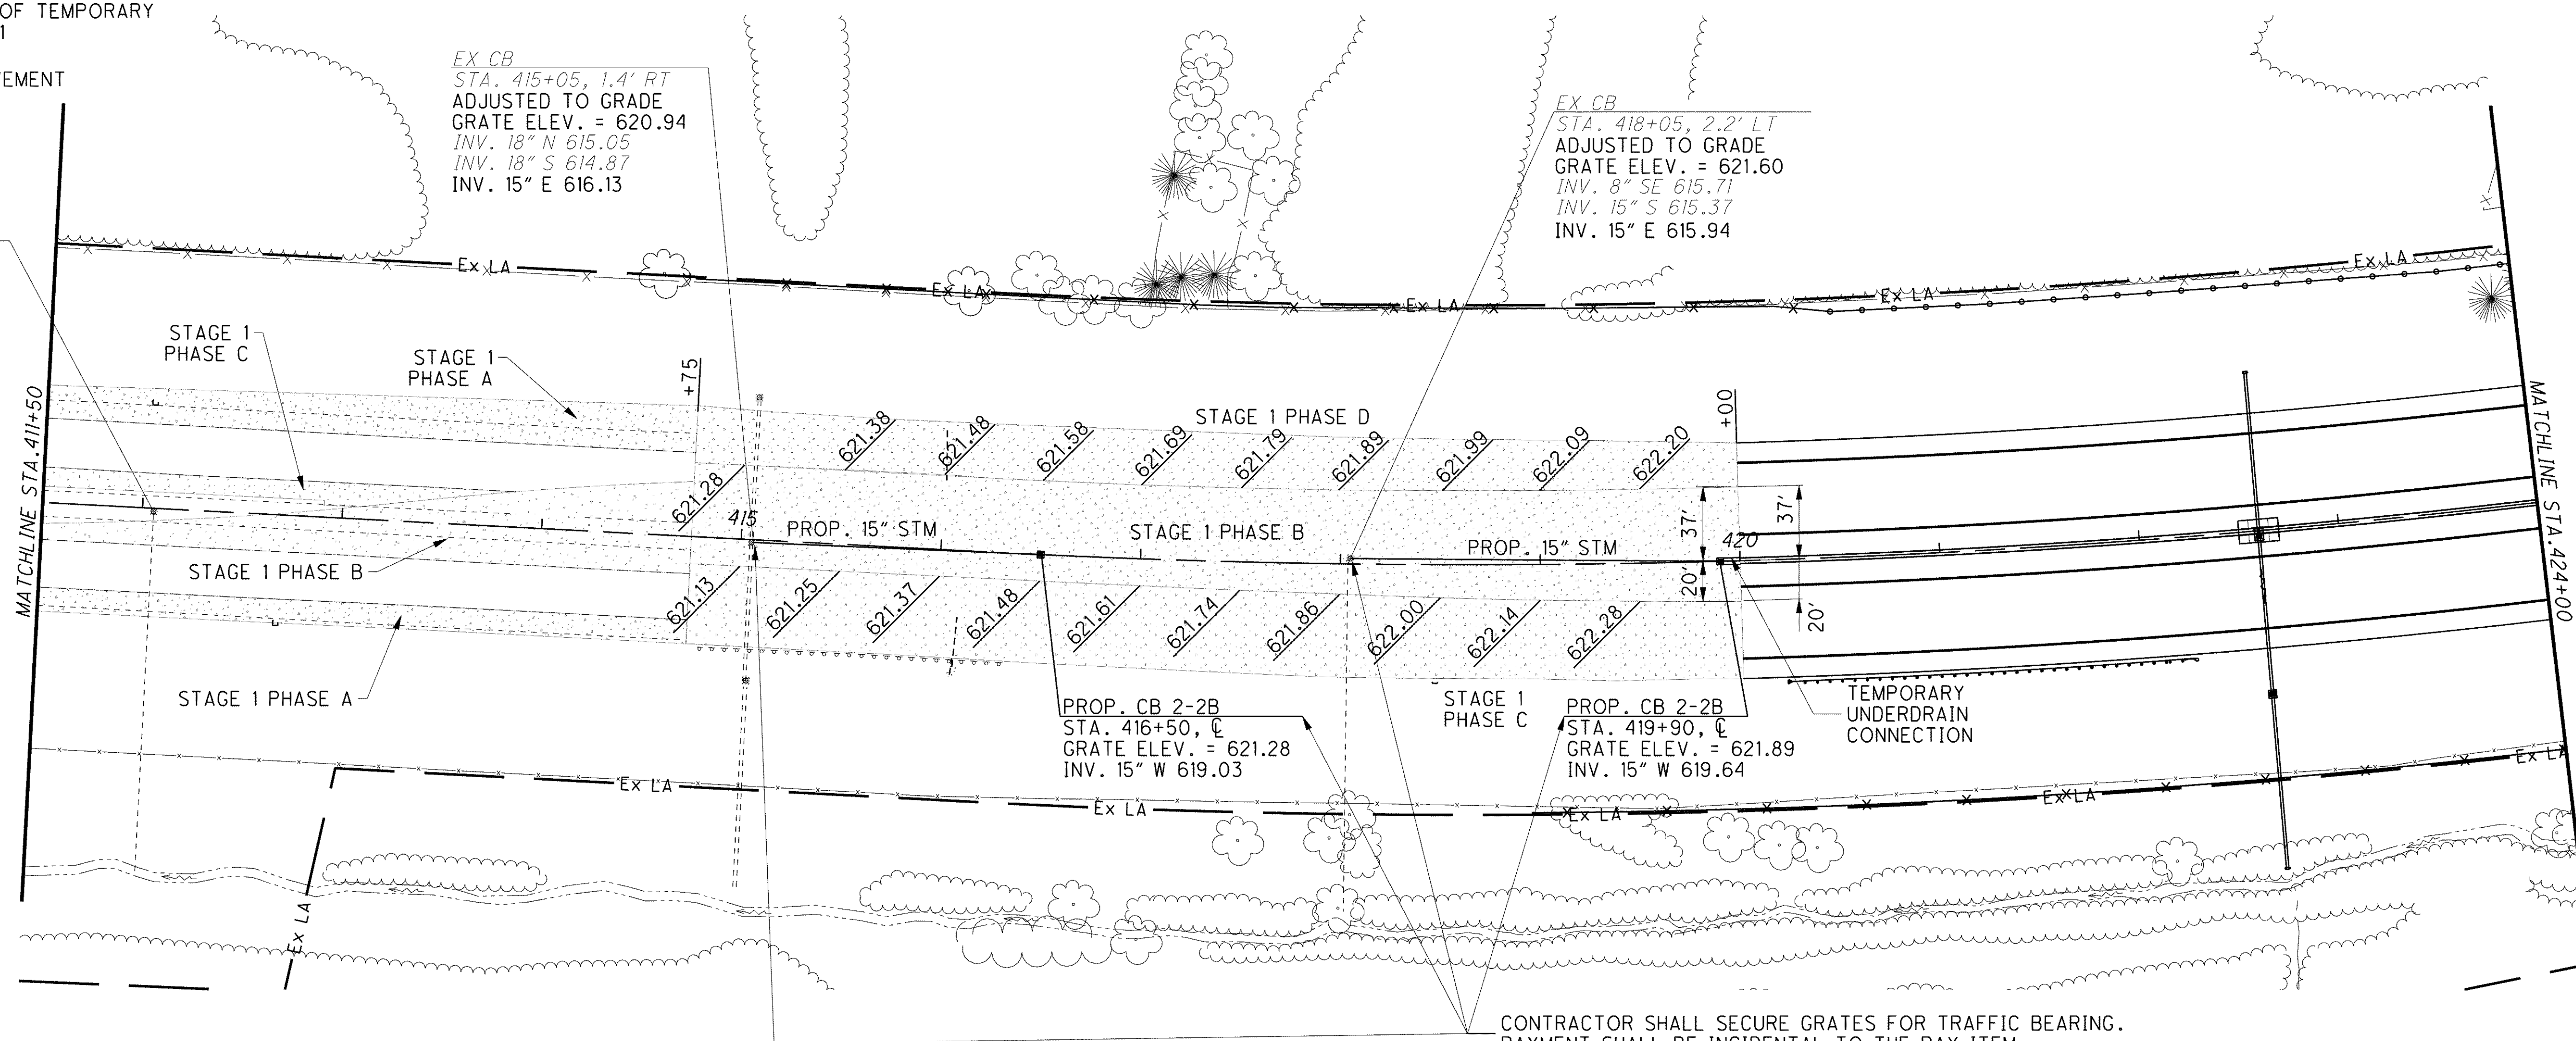 OF TEMPORARY
1
EMENT
EX CB
STA. 415+05, 1.4' RT
ADJUSTED TO GRADE
GRATE ELEV. = 620.94
INV. 18" N 615.05
INV. 18" S 614.87
INV. 15" E 616.13
EX CB
STA. 418+05, 2.2' LT
ADJUSTED TO GRADE
GRATE ELEV. = 621.60
INV. 8" SE 615.71
INV. 15" S 615.37
INV. 15" E 615.94
Ex LA
Ex LA
Ex LA
Ex LA
Ex LA
STAGE 1
PHASE C
STAGE 1
PHASE A
+75
+00
STAGE 1 PHASE D
MATCHLINE STA. 411+50
MATCHLINE STA. 424+00
621.28
621.38
621.48
621.58
621.69
621.79
621.89
621.99
622.09
622.20
415
PROP. 15" STM
STAGE 1 PHASE B
PROP. 15" STM
420
37'
37'
20'
20'
STAGE 1 PHASE B
621.13
621.25
621.37
621.48
621.61
621.74
621.86
622.00
622.14
622.28
STAGE 1 PHASE A
PROP. CB 2-2B
STA. 416+50, ℄
GRATE ELEV. = 621.28
INV. 15" W 619.03
STAGE 1
PHASE C
PROP. CB 2-2B
STA. 419+90, ℄
GRATE ELEV. = 621.89
INV. 15" W 619.64
TEMPORARY
UNDERDRAIN
CONNECTION
Ex LA
Ex LA
Ex LA
Ex LA
Ex LA
Ex LA
CONTRACTOR SHALL SECURE GRATES FOR TRAFFIC BEARING.
PAYMENT SHALL BE INCIDENTAL TO THE PAY ITEM